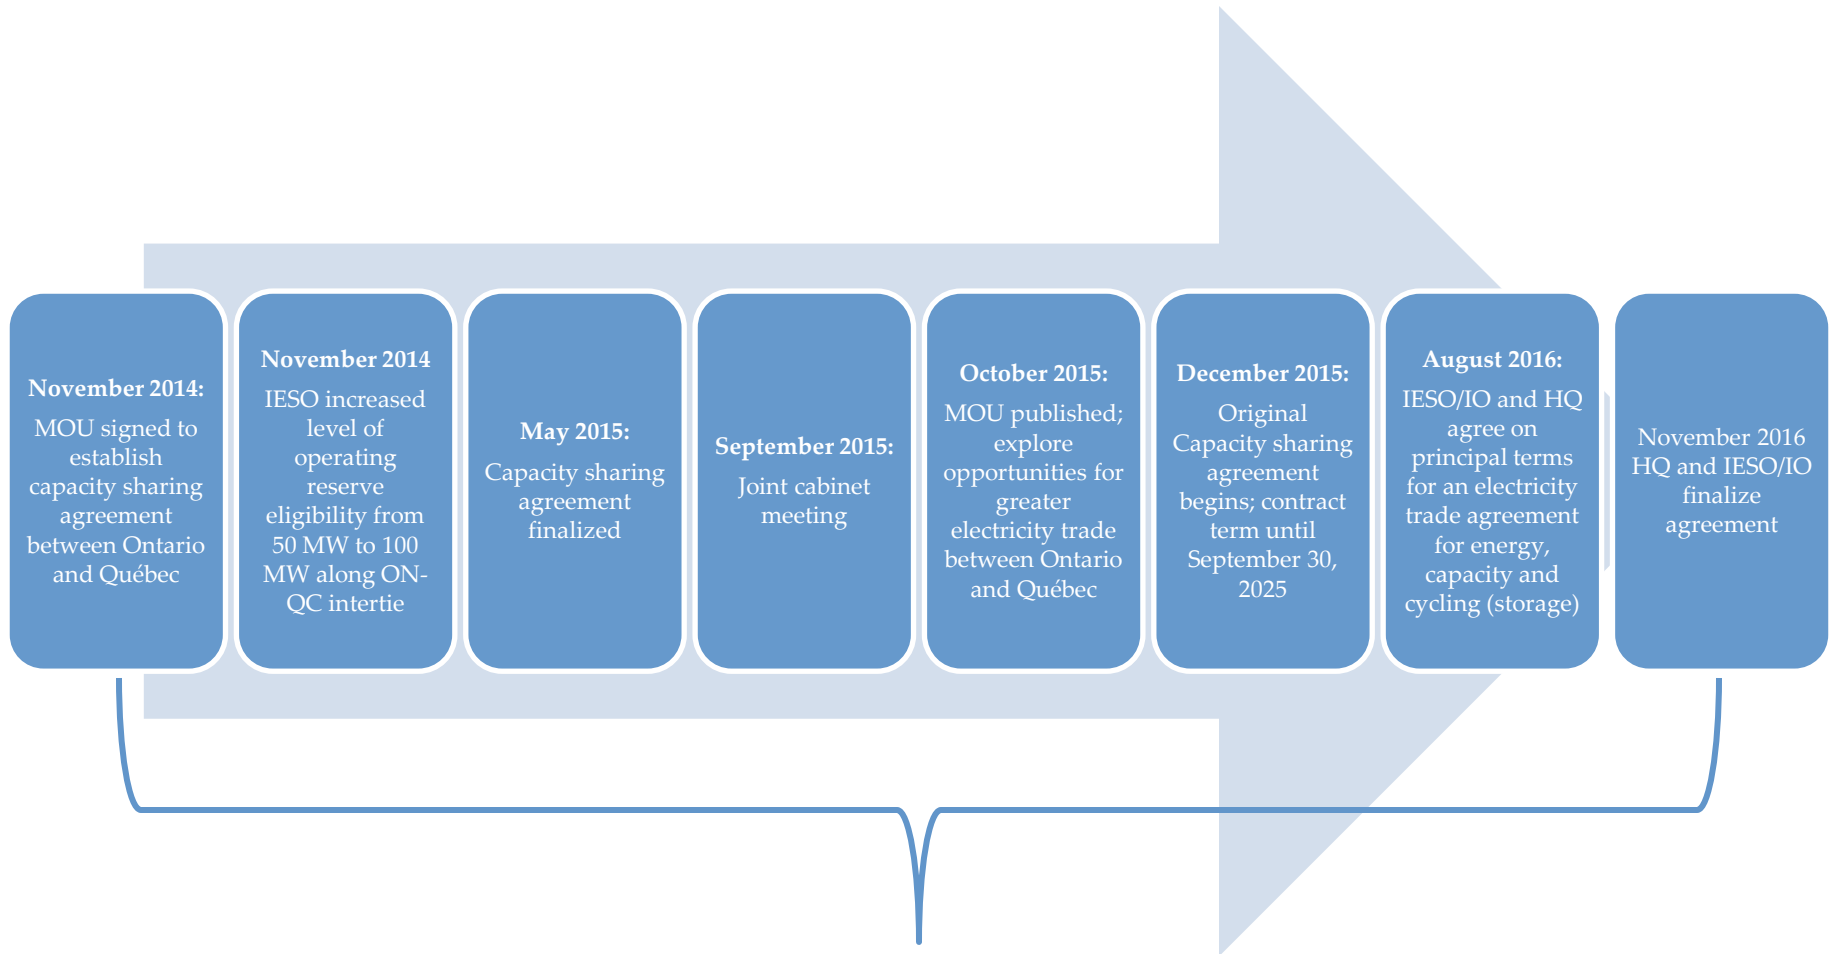 November 2014:
MOU signed to
establish
capacity sharing
agreement
between Ontario
and Québec
November 2014
IESO increased
level of
operating
reserve
eligibility from
50 MW to 100
MW along ON-
QC intertie
May 2015:
Capacity sharing
agreement
finalized
September 2015:
Joint cabinet
meeting
October 2015:
MOU published;
explore
opportunities for
greater
electricity trade
between Ontario
and Québec
December 2015:
Original
Capacity sharing
agreement
begins; contract
term until
September 30,
2025
August 2016:
IESO/IO and HQ
agree on
principal terms
for an electricity
trade agreement
for energy,
capacity and
cycling (storage)
November 2016
HQ and IESO/IO
finalize
agreement